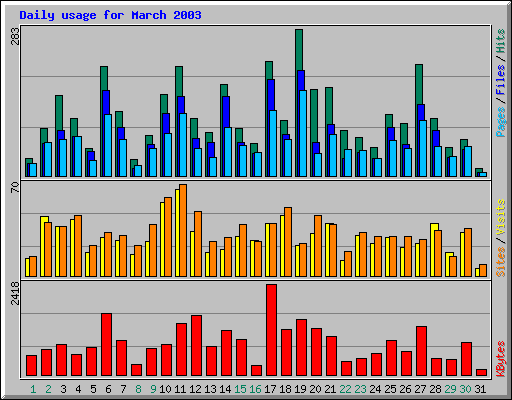 Daily usage for March 2003
283
Pages / Files / Hits
70
Sites / Visits
2418
KBytes
1 2 3 4 5 6 7 8 9 10 11 12 13 14 15 16 17 18 19 20 21 22 23 24 25 26 27 28 29 30 31